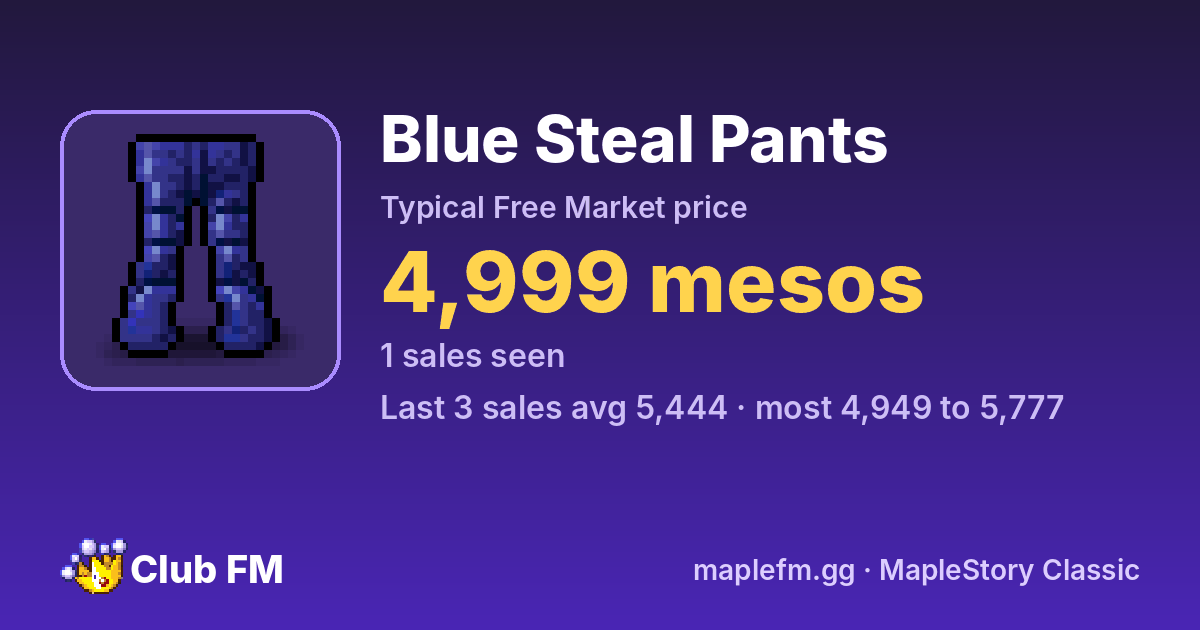 Blue Steal Pants
Typical Free Market price
4,999 mesos
1 sales seen
Last 3 sales avg 5,444 · most 4,949 to 5,777
Club FM
maplefm.gg · MapleStory Classic